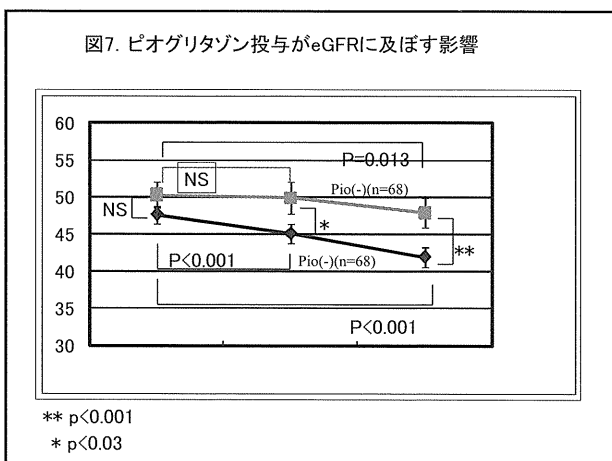 図7. ピオグリタゾン投与がeGFRに及ぼす影響
60
55
50
45
40
35
30
P=0.013
NS
Pio(-)(n=68)
NS
*
**
P<0.001
Pio(-)(n=68)
P<0.001
** p<0.001
* p<0.03